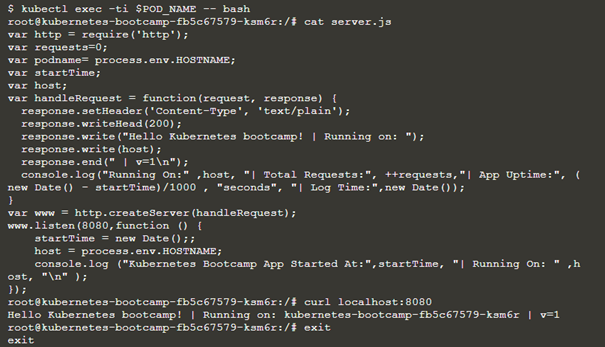 $ kubectl exec -ti $POD_NAME -- bash
root@kubernetes-bootcamp-fb5c67579-ksm6r:/# cat server.js
var http = require('http');
var requests=0;
var podname= process.env.HOSTNAME;
var startTime;
var host;
var handleRequest = function(request, response) {
  response.setHeader('Content-Type', 'text/plain');
  response.writeHead(200);
  response.write("Hello Kubernetes bootcamp! | Running on: ");
  response.write(host);
  response.end(" | v=1\n");
  console.log("Running On:" ,host, "| Total Requests:", ++requests,"| App Uptime:", (
new Date() - startTime)/1000 , "seconds", "| Log Time:",new Date());
}
var www = http.createServer(handleRequest);
www.listen(8080,function () {
    startTime = new Date();;
    host = process.env.HOSTNAME;
    console.log ("Kubernetes Bootcamp App Started At:",startTime, "| Running On: " ,h
ost, "\n" );
});
root@kubernetes-bootcamp-fb5c67579-ksm6r:/# curl localhost:8080
Hello Kubernetes bootcamp! | Running on: kubernetes-bootcamp-fb5c67579-ksm6r | v=1
root@kubernetes-bootcamp-fb5c67579-ksm6r:/# exit
exit